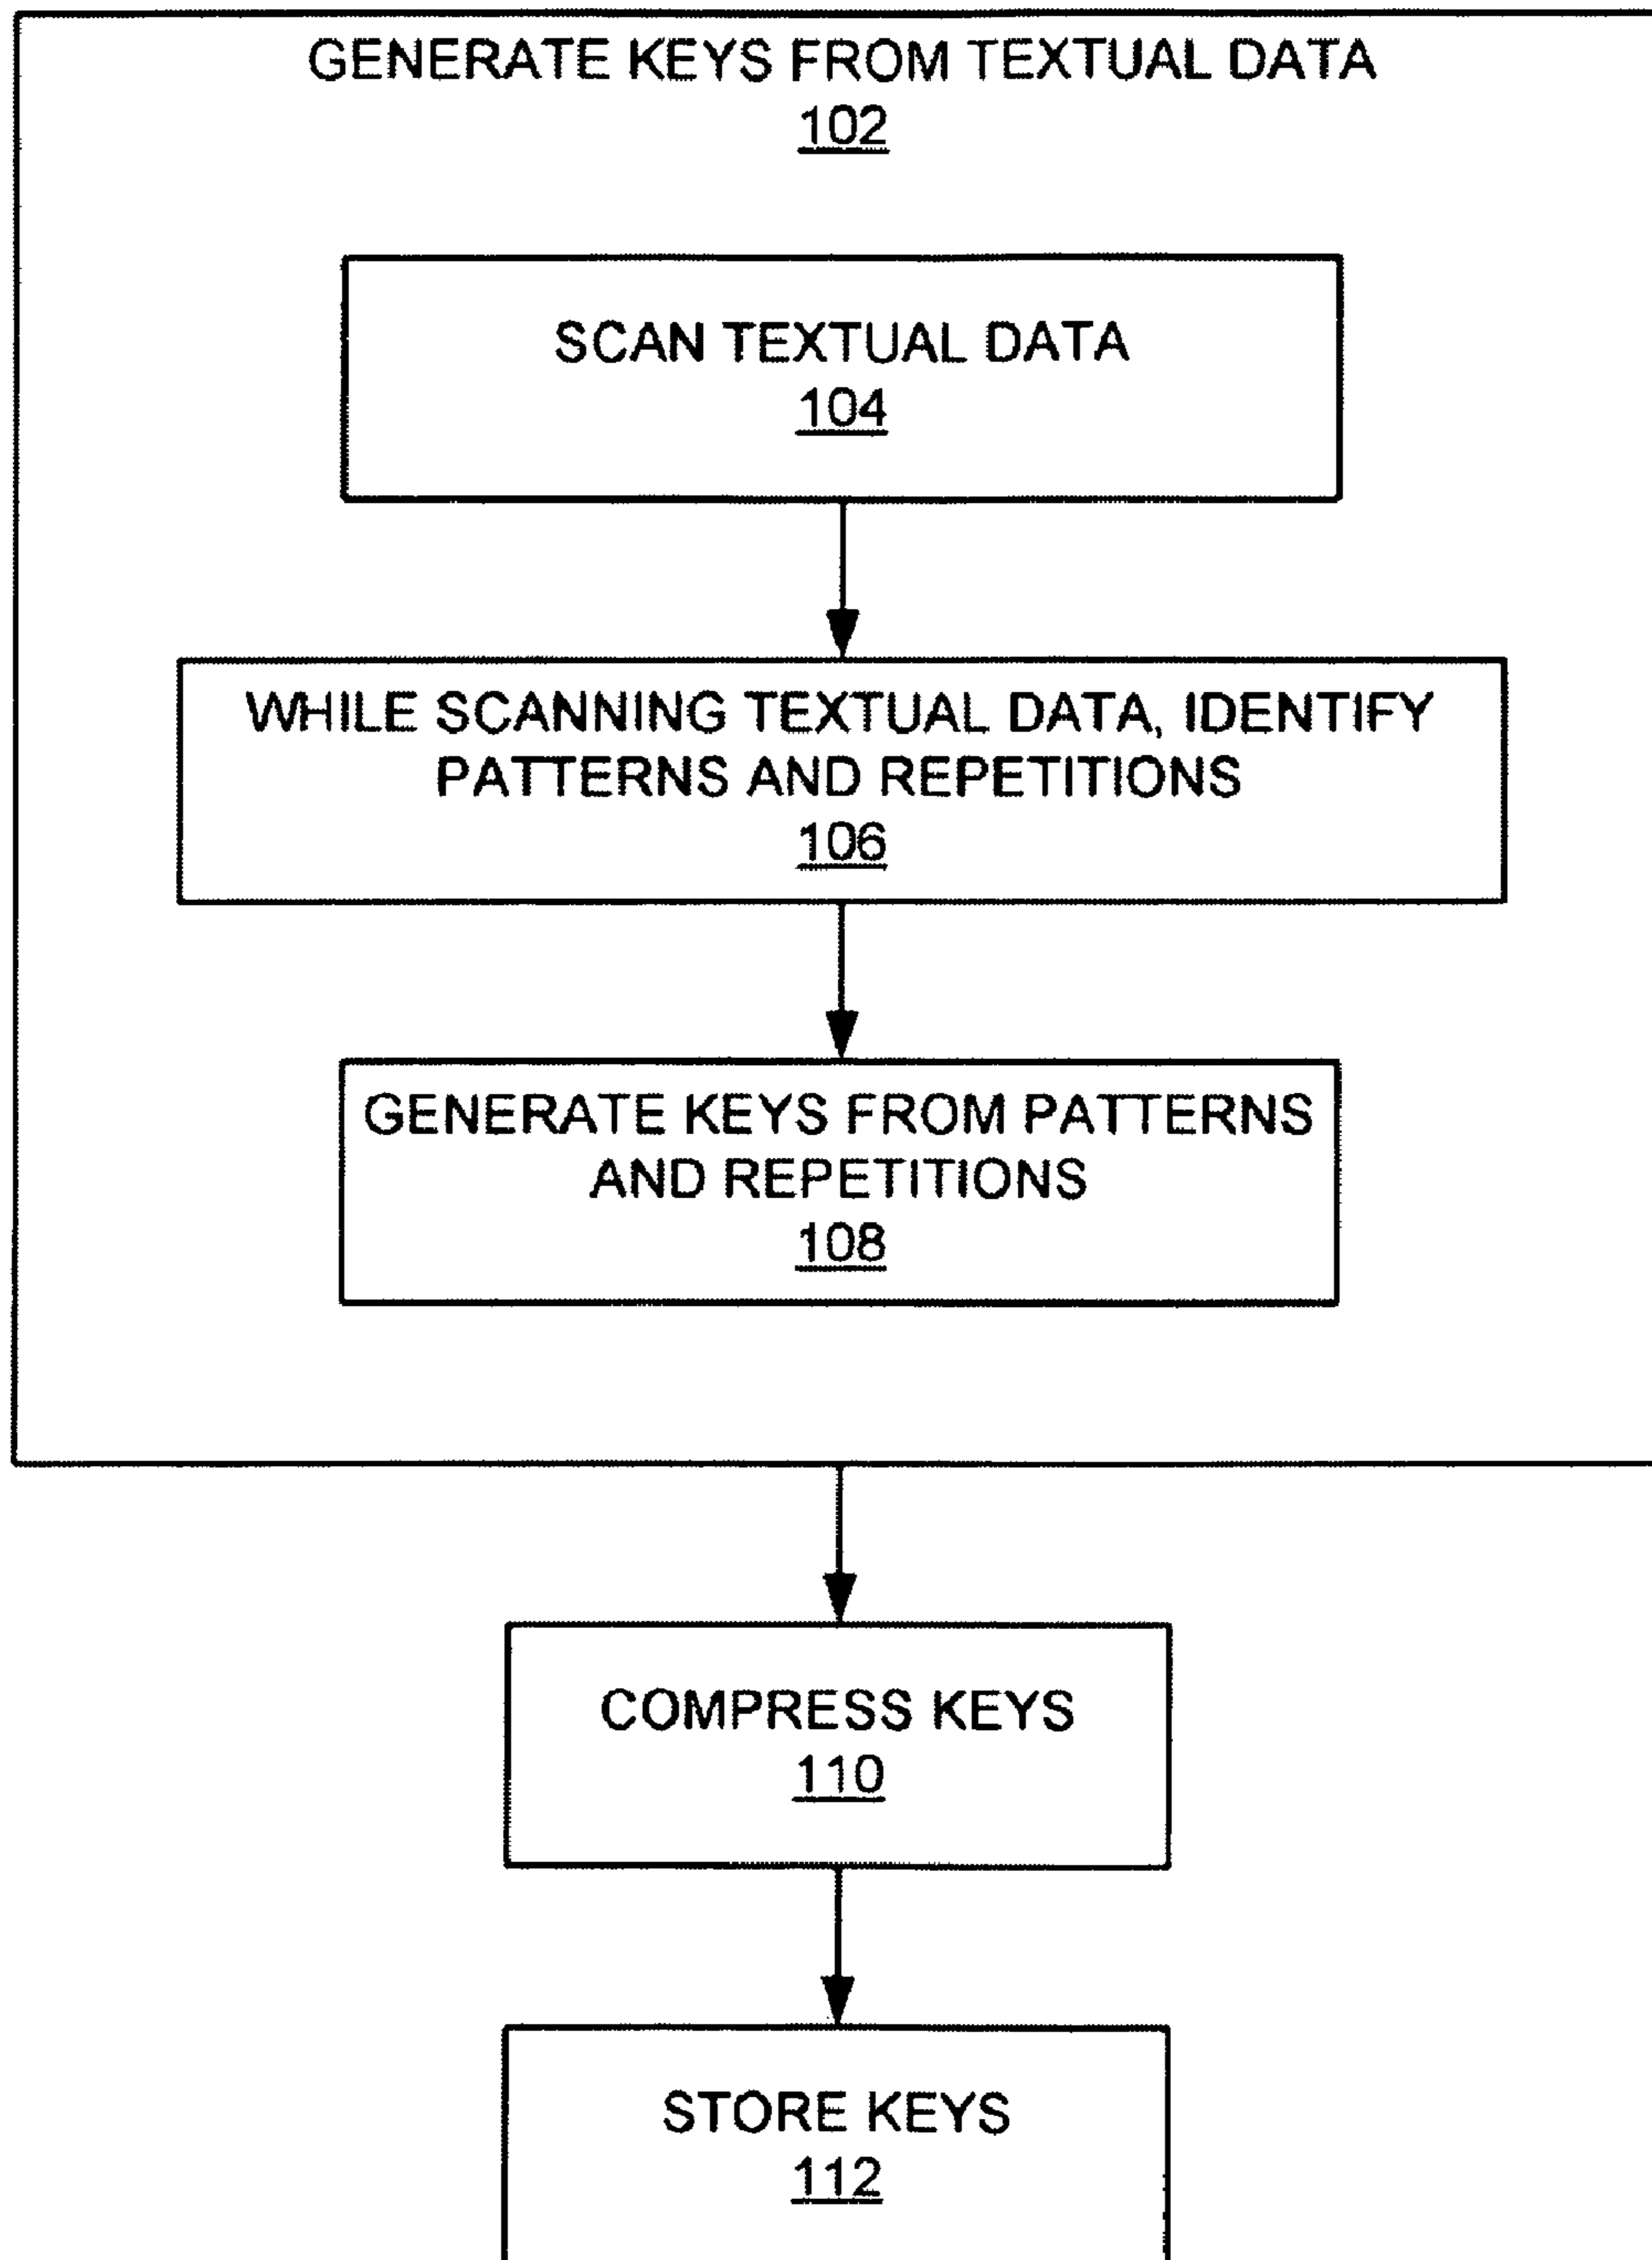 GENERATE KEYS FROM TEXTUAL DATA
102
SCAN TEXTUAL DATA
104
WHILE SCANNING TEXTUAL DATA, IDENTIFY
PATTERNS AND REPETITIONS
106
GENERATE KEYS FROM PATTERNS
AND REPETITIONS
108
COMPRESS KEYS
110
STORE KEYS
112